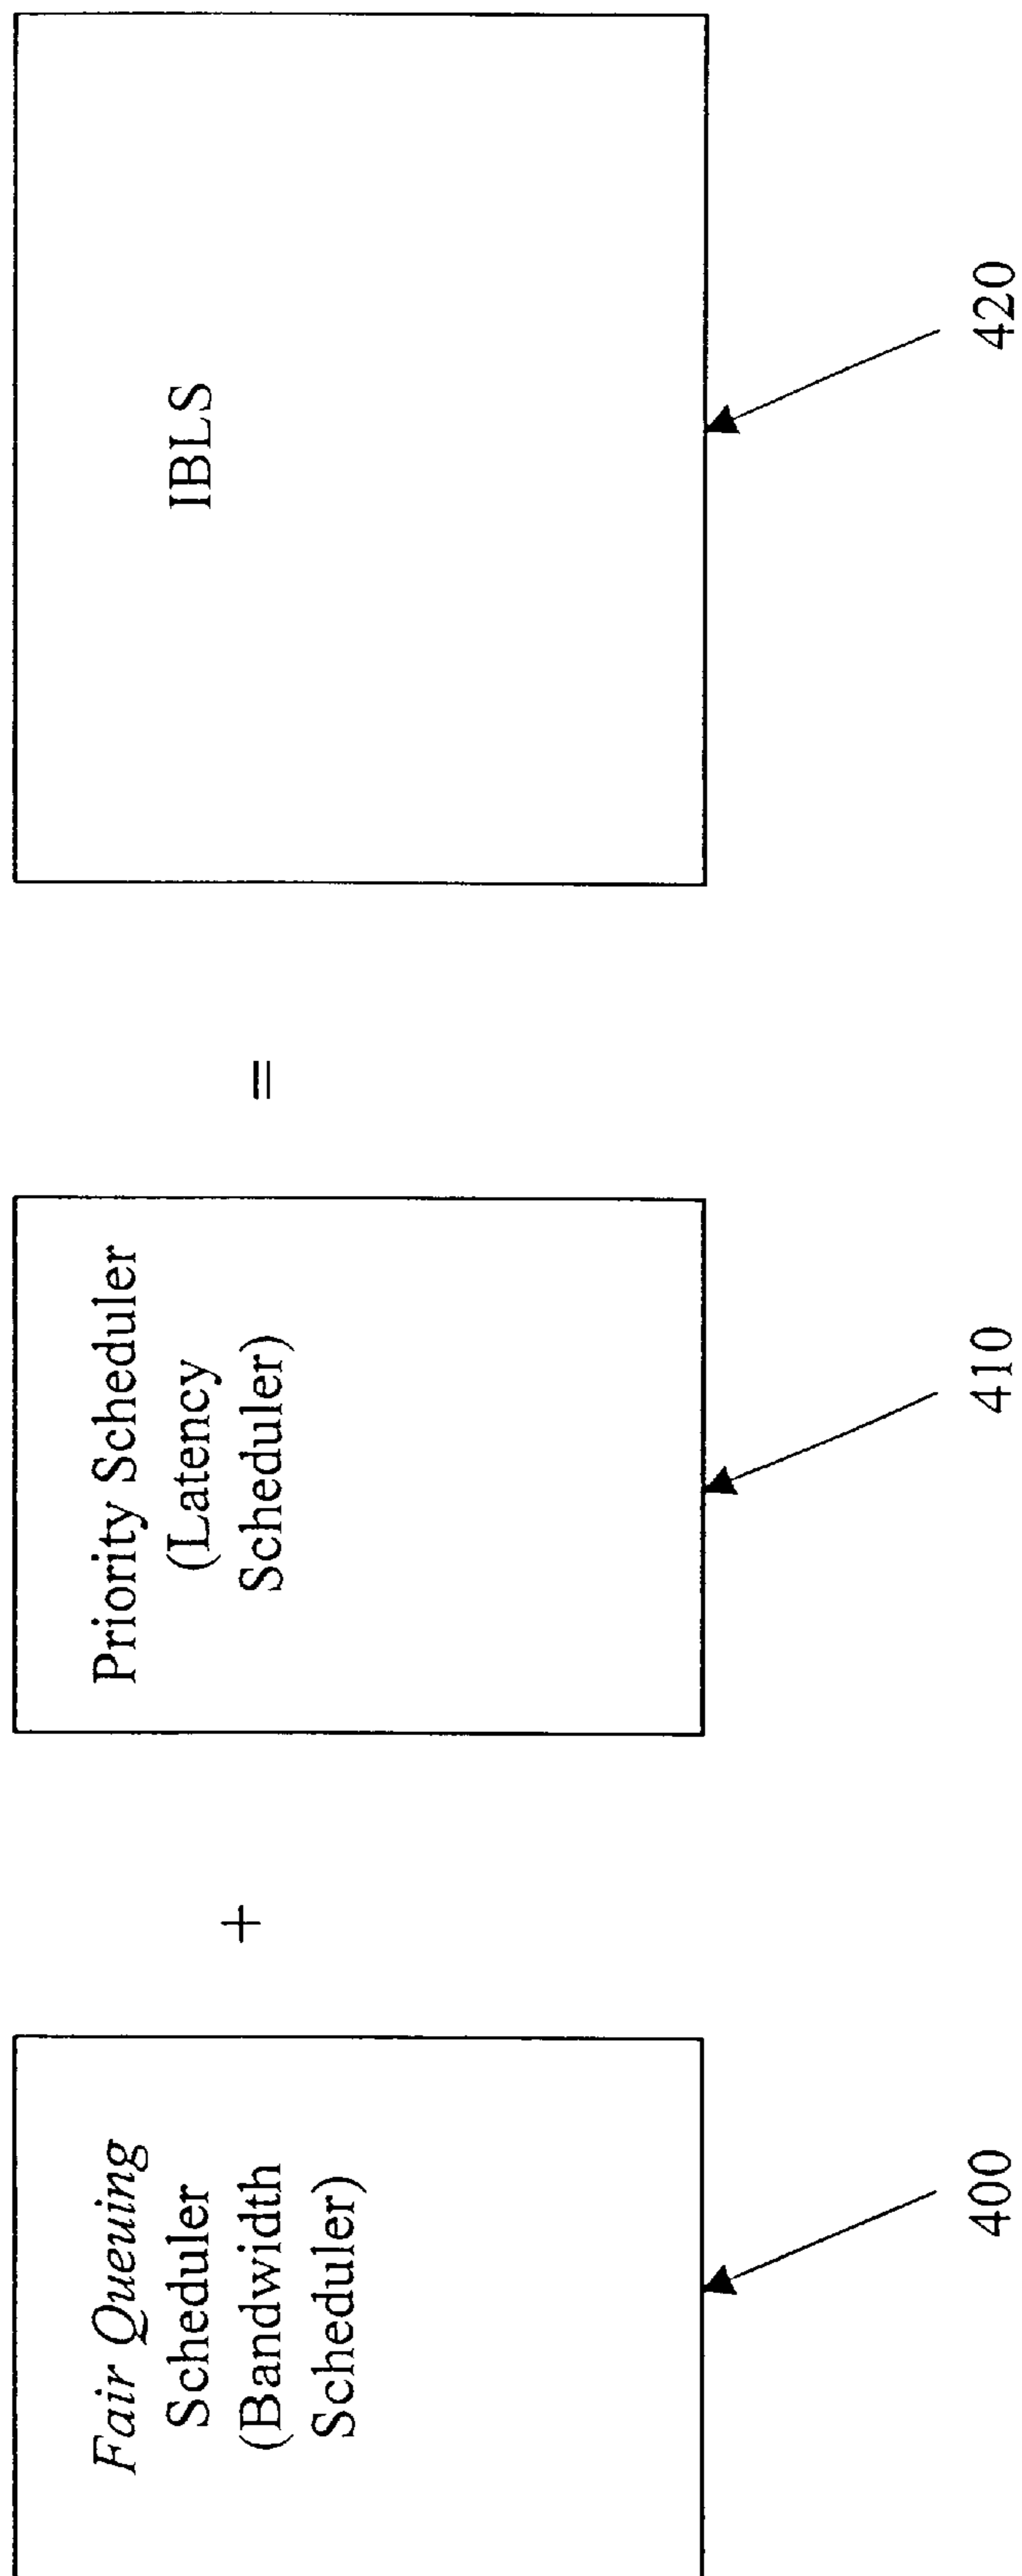 Fair Queuing
Scheduler
(Bandwidth
Scheduler)
+
Priority Scheduler
(Latency
Scheduler)
=
IBLS
400
410
420